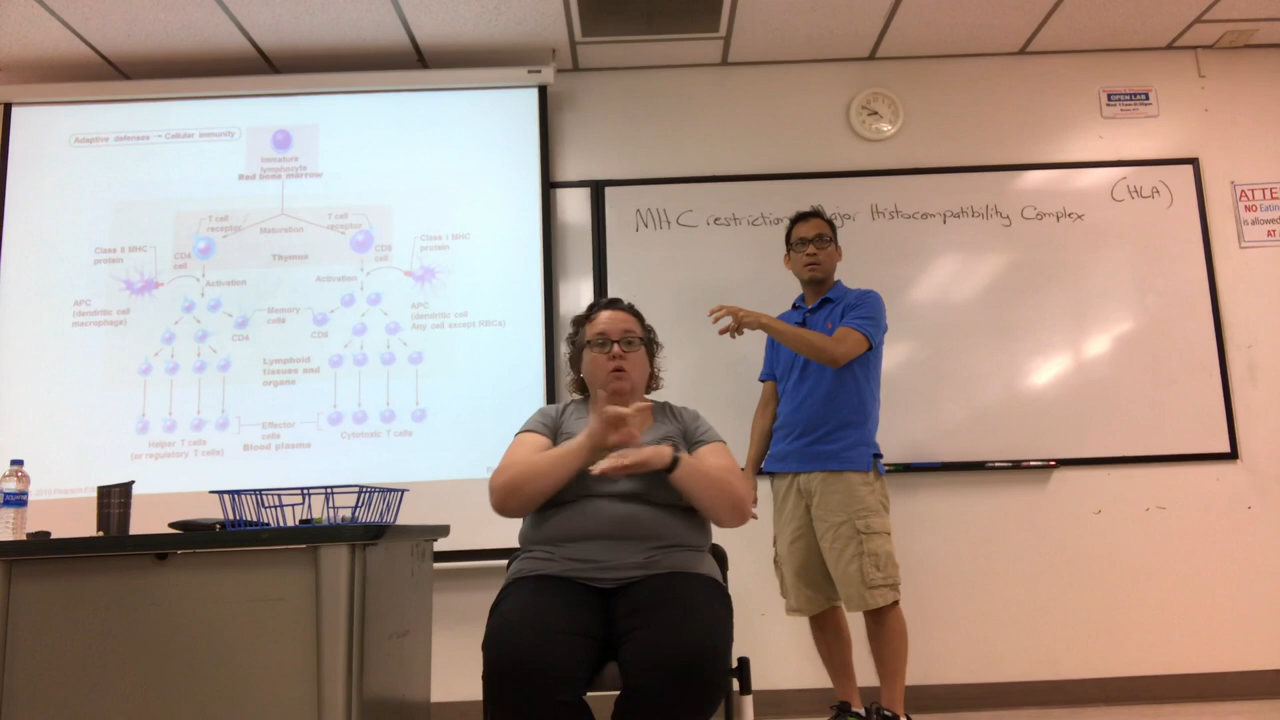 Adaptive defenses → Cellular immunity
Immature
lymphocyte
Red bone marrow
T cell
receptor
Maturation
T cell
receptor
Class II MHC
protein
CD4
cell
Thymus
CD8
cell
Class I MHC
protein
Activation
Activation
APC
(dendritic cell
macrophage)
CD4
Memory
cells
CD8
APC
(dendritic cell
Any cell except RBCs)
Lymphoid
tissues and
organs
Helper T cells
(or regulatory T cells)
Effector
cells
Blood plasma
Cytotoxic T cells
MHC restriction Major Histocompatibility Complex
(HLA)
OPEN LAB
ATTE
NO Eatin
is allowed
AT